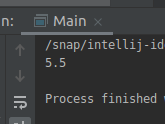 n: Main ×
/snap/intellij-id
5.5
Process finished